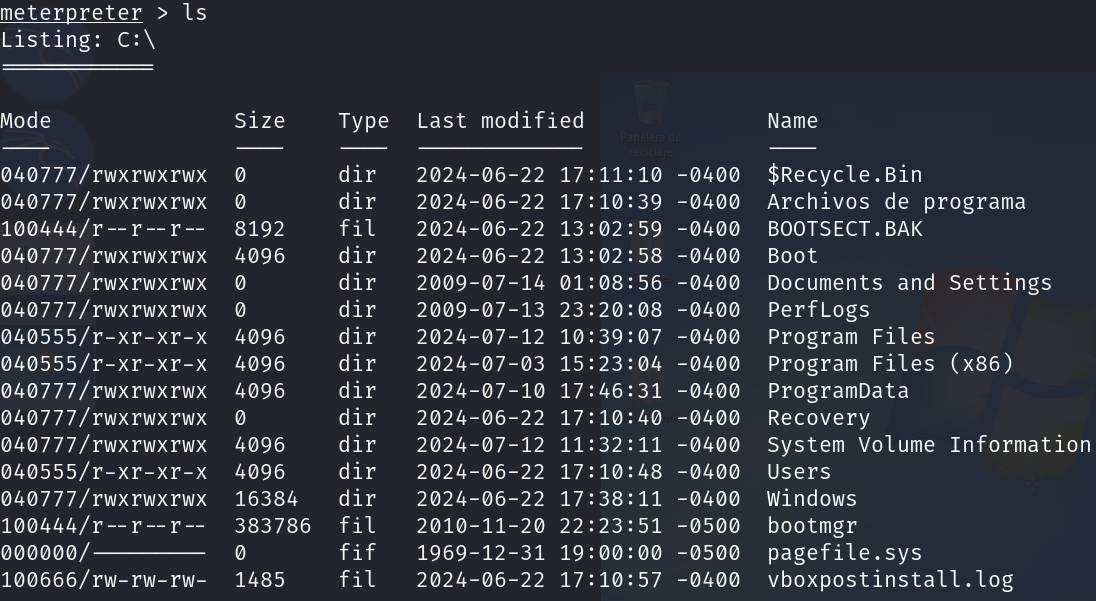 meterpreter > ls
Listing: C:\
============
Mode Size Type Last modified Name
---- ---- ---- ------------- ----
040777/rwxrwxrwx 0 dir 2024-06-22 17:11:10 -0400 $Recycle.Bin
040777/rwxrwxrwx 0 dir 2024-06-22 17:10:39 -0400 Archivos de programa
100444/r--r--r-- 8192 fil 2024-06-22 13:02:59 -0400 BOOTSECT.BAK
040777/rwxrwxrwx 4096 dir 2024-06-22 13:02:58 -0400 Boot
040777/rwxrwxrwx 0 dir 2009-07-14 01:08:56 -0400 Documents and Settings
040777/rwxrwxrwx 0 dir 2009-07-13 23:20:08 -0400 PerfLogs
040555/r-xr-xr-x 4096 dir 2024-07-12 10:39:07 -0400 Program Files
040555/r-xr-xr-x 4096 dir 2024-07-03 15:23:04 -0400 Program Files (x86)
040777/rwxrwxrwx 4096 dir 2024-07-10 17:46:31 -0400 ProgramData
040777/rwxrwxrwx 0 dir 2024-06-22 17:10:40 -0400 Recovery
040777/rwxrwxrwx 4096 dir 2024-07-12 11:32:11 -0400 System Volume Information
040555/r-xr-xr-x 4096 dir 2024-06-22 17:10:48 -0400 Users
040777/rwxrwxrwx 16384 dir 2024-06-22 17:38:11 -0400 Windows
100444/r--r--r-- 383786 fil 2010-11-20 22:23:51 -0500 bootmgr
000000/--------- 0 fif 1969-12-31 19:00:00 -0500 pagefile.sys
100666/rw-rw-rw- 1485 fil 2024-06-22 17:10:57 -0400 vboxpostinstall.log
Papelera de
reciclaje